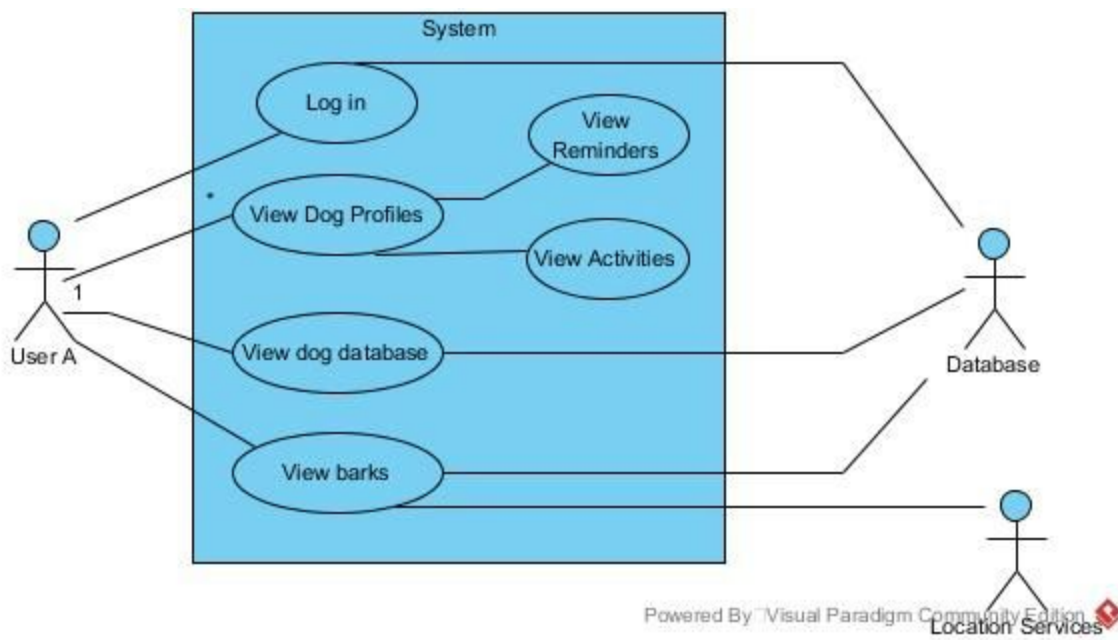 System
Log in
View
Reminders
View Dog Profiles
*
View Activities
1
User A
View dog database
Database
View barks
Powered By Visual Paradigm Community Edition
Location Services